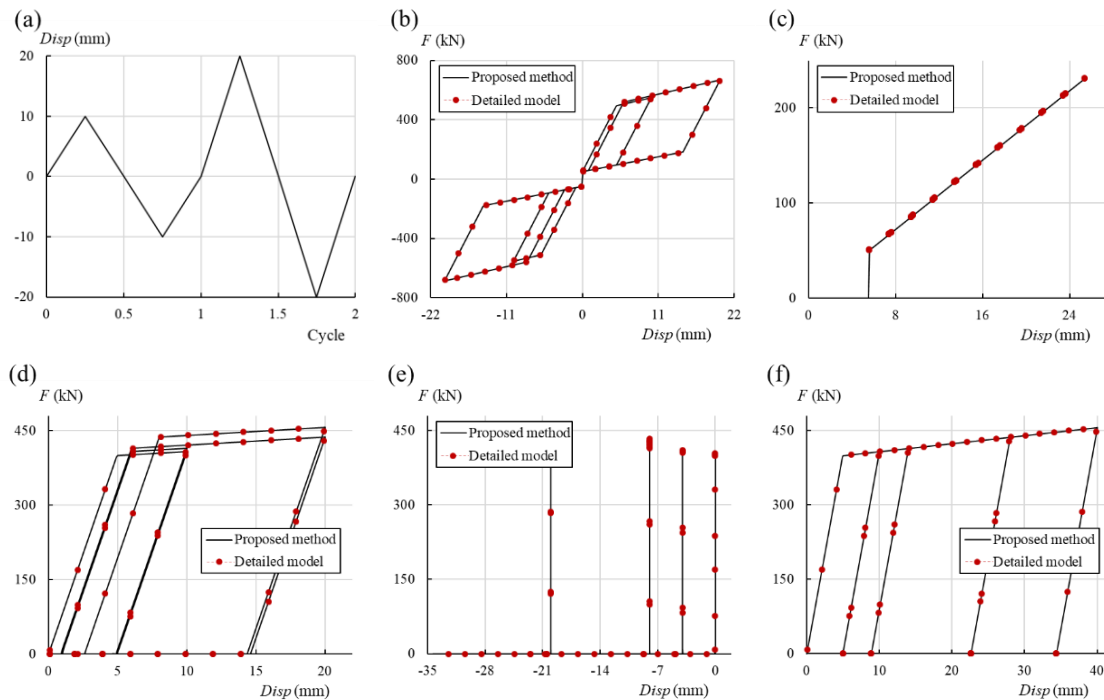 (a)
Disp (mm)
20
10
0
-10
-20
0 0.5 1 1.5 2
Cycle
(b)
F (kN)
800
400
0
-400
-800
-22 -11 0 11 22
Disp (mm)
Proposed method
Detailed model
(c)
F (kN)
200
100
0
0 8 16 24
Disp (mm)
Proposed method
Detailed model
(d)
F (kN)
450
300
150
0
0 5 10 15 20
Disp (mm)
Proposed method
Detailed model
(e)
F (kN)
450
300
150
0
-35 -28 -21 -14 -7 0
Disp (mm)
Proposed method
Detailed model
(f)
F (kN)
450
300
150
0
0 10 20 30 40
Disp (mm)
Proposed method
Detailed model